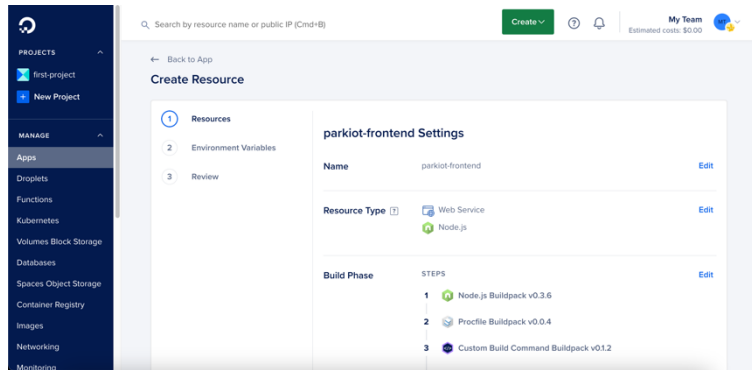 Search by resource name or public IP (Cmd+B)
Create
?
My Team
Estimated costs: $0.00
MT
PROJECTS
first-project
+ New Project
MANAGE
Apps
Droplets
Functions
Kubernetes
Volumes Block Storage
Databases
Spaces Object Storage
Container Registry
Images
Networking
Monitoring
← Back to App
Create Resource
1 Resources
2 Environment Variables
3 Review
parkiot-frontend Settings
Name parkiot-frontend Edit
Resource Type ? Web Service Edit
Node.js
Build Phase STEPS Edit
1 Node.js Buildpack v0.3.6
2 Procfile Buildpack v0.0.4
3 Custom Build Command Buildpack v0.1.2